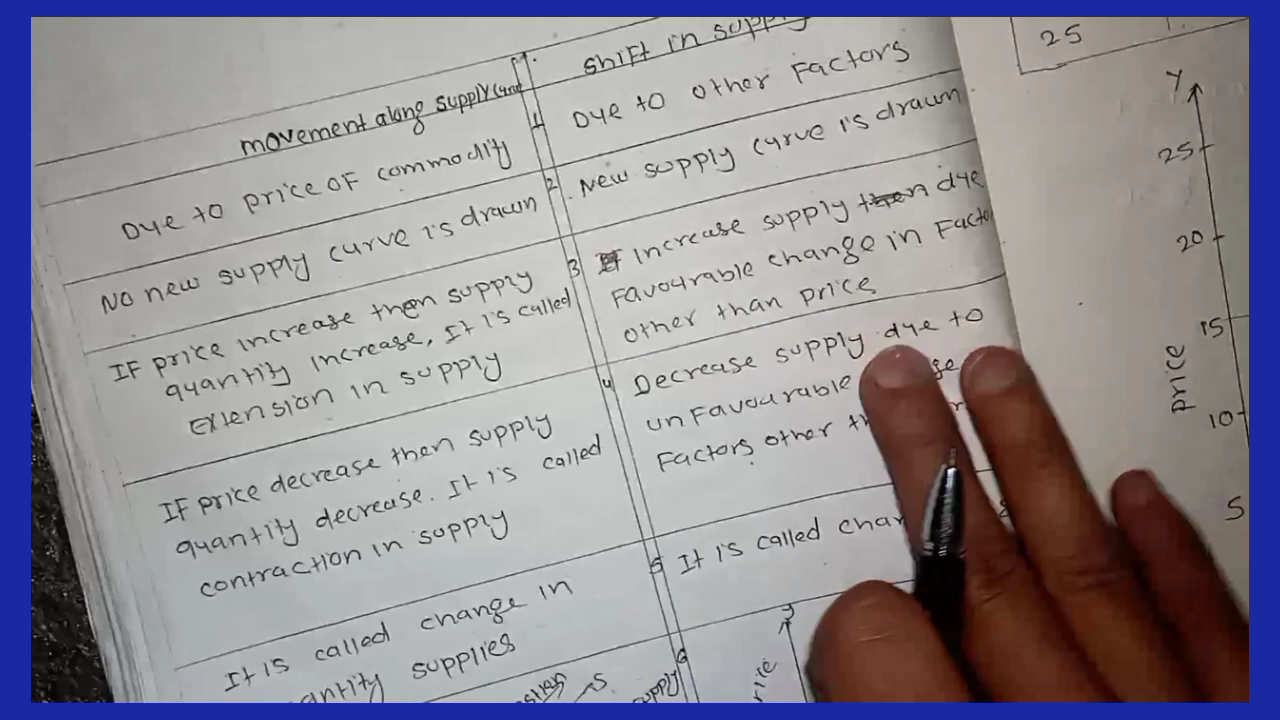 movement along supply
Due to price of commodity
No new supply curve is drawn
If price increase then supply
quantity increase, It is called
Extension in supply
If price decrease then supply
quantity decrease. It is called
contraction in supply
It is called change in
supplies
shift in supply
1 Due to other Factors
2 New supply curve is drawn
3 Increase supply then due
Favourable change in
other than price
4 Decrease supply due to
unFavourable
Factors other
5 It is called
6
supply
S
y
25
Y
25
20
15
10
5
price